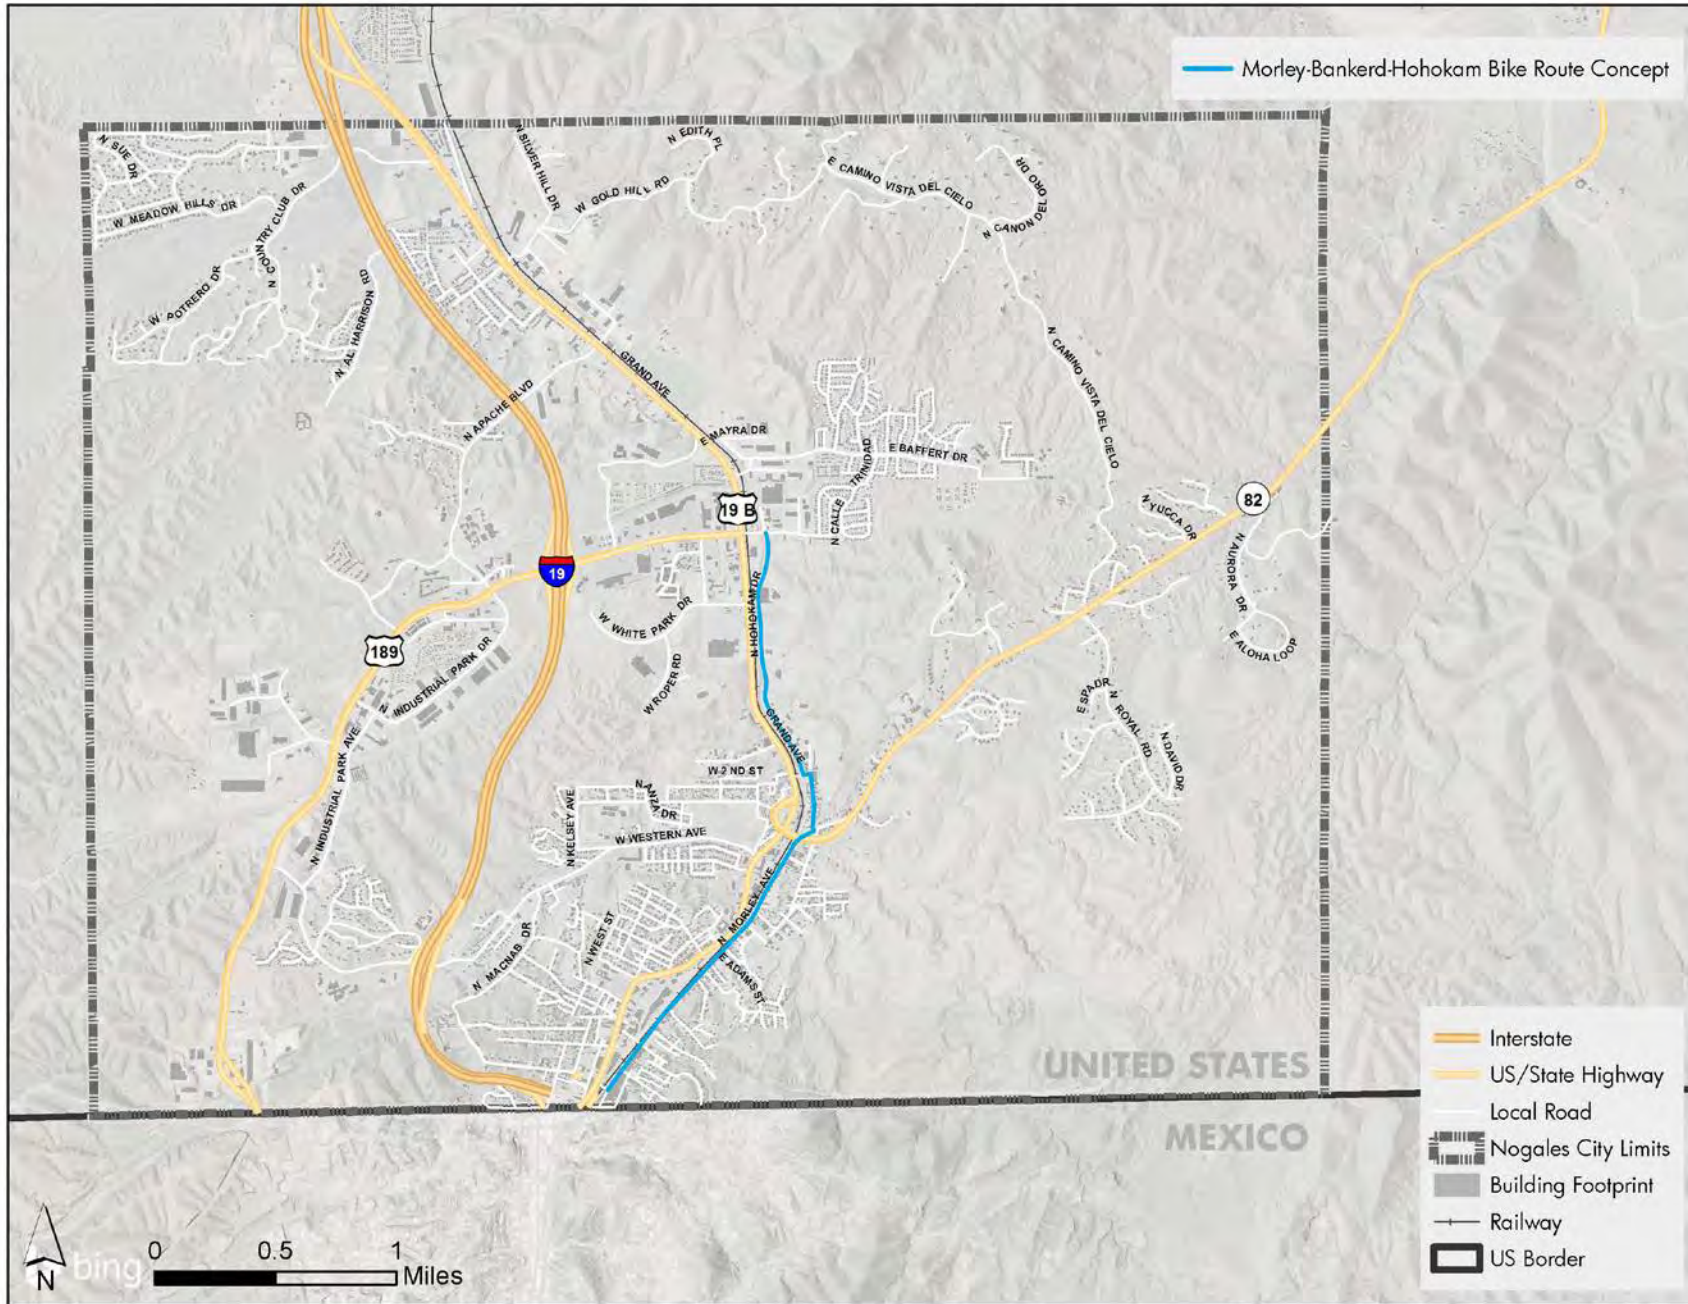 Morley-Bankerd-Hohokam Bike Route Concept
N SUE DR
N SILVER HILL DR
N EDITH PL
W GOLD HILL RD
E CAMINO VISTA DEL CIELO
ORO DR
N CANON DEL
W MEADOW HILLS DR
N COUNTRY CLUB DR
W POTRERO DR
N AL HARRISON RD
N CAMINO VISTA DEL CIELO
GRAND AVE
N APACHE BLVD
E MAYRA DR
E BAFFERT DR
N CALLE TRINIDAD
19 B
82
N YUCCA DR
N AURORA DR
E ALOHA LOOP
19
189
N HOHOKAM DR
W WHITE PARK DR
W ROPER RD
N INDUSTRIAL PARK DR
N INDUSTRIAL PARK AVE
E SPA DR
N ROYAL RD
N DAVID DR
GRAND AVE
W 2 ND ST
N ANZA DR
N KELSEY AVE
W WESTERN AVE
N MORLEY AVE
N WEST ST
N MACNAB DR
E ADAMS ST
UNITED STATES
MEXICO
Interstate
US/State Highway
Local Road
Nogales City Limits
Building Footprint
Railway
US Border
N
bing
0 0.5 1
Miles